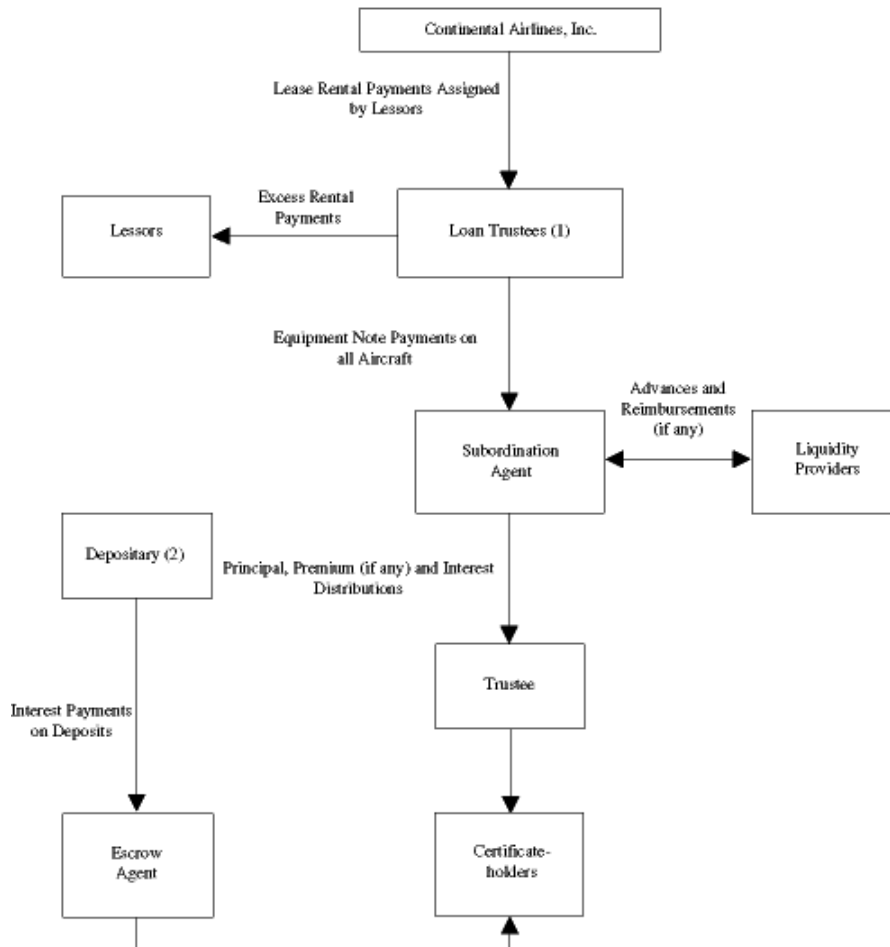 Continental Airlines, Inc.
Lease Rental Payments Assigned
by Lessors
Excess Rental
Payments
Lessors
Loan Trustees (1)
Equipment Note Payments on
all Aircraft
Advances and
Reimbursements
(if any)
Subordination
Agent
Liquidity
Providers
Depositary (2)
Principal, Premium (if any) and Interest
Distributions
Trustee
Interest Payments
on Deposits
Escrow
Agent
Certificate-
holders